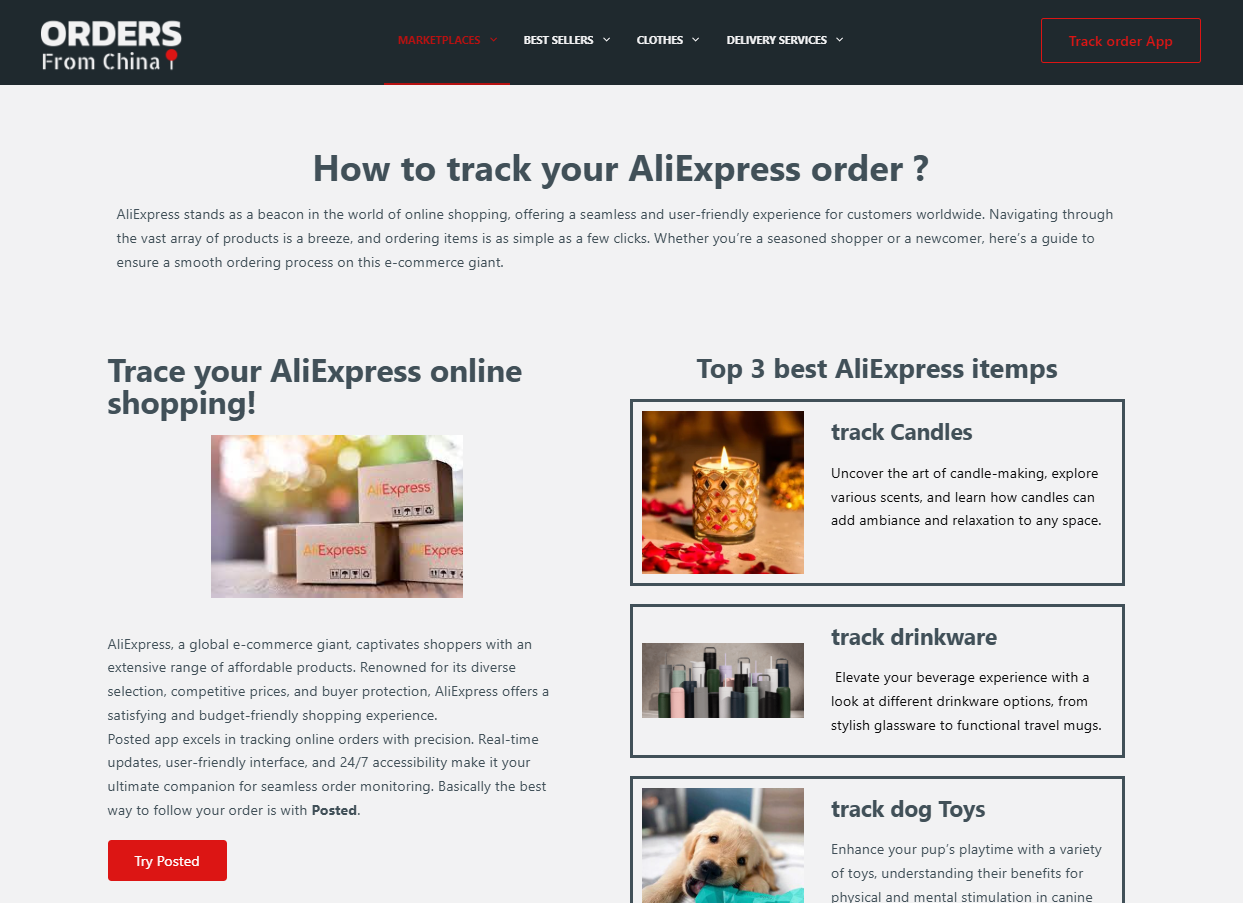 ORDERS
From China
MARKETPLACES
BEST SELLERS
CLOTHES
DELIVERY SERVICES
Track order App
How to track your AliExpress order ?
AliExpress stands as a beacon in the world of online shopping, offering a seamless and user-friendly experience for customers worldwide. Navigating through
the vast array of products is a breeze, and ordering items is as simple as a few clicks. Whether you’re a seasoned shopper or a newcomer, here’s a guide to
ensure a smooth ordering process on this e-commerce giant.
Trace your AliExpress online
shopping!
AliExpress
AliExpress
AliExpress
AliExpress, a global e-commerce giant, captivates shoppers with an
extensive range of affordable products. Renowned for its diverse
selection, competitive prices, and buyer protection, AliExpress offers a
satisfying and budget-friendly shopping experience.
Posted app excels in tracking online orders with precision. Real-time
updates, user-friendly interface, and 24/7 accessibility make it your
ultimate companion for seamless order monitoring. Basically the best
way to follow your order is with Posted.
Try Posted
Top 3 best AliExpress itemps
track Candles
Uncover the art of candle-making, explore
various scents, and learn how candles can
add ambiance and relaxation to any space.
track drinkware
Elevate your beverage experience with a
look at different drinkware options, from
stylish glassware to functional travel mugs.
track dog Toys
Enhance your pup’s playtime with a variety
of toys, understanding their benefits for
physical and mental stimulation in canine